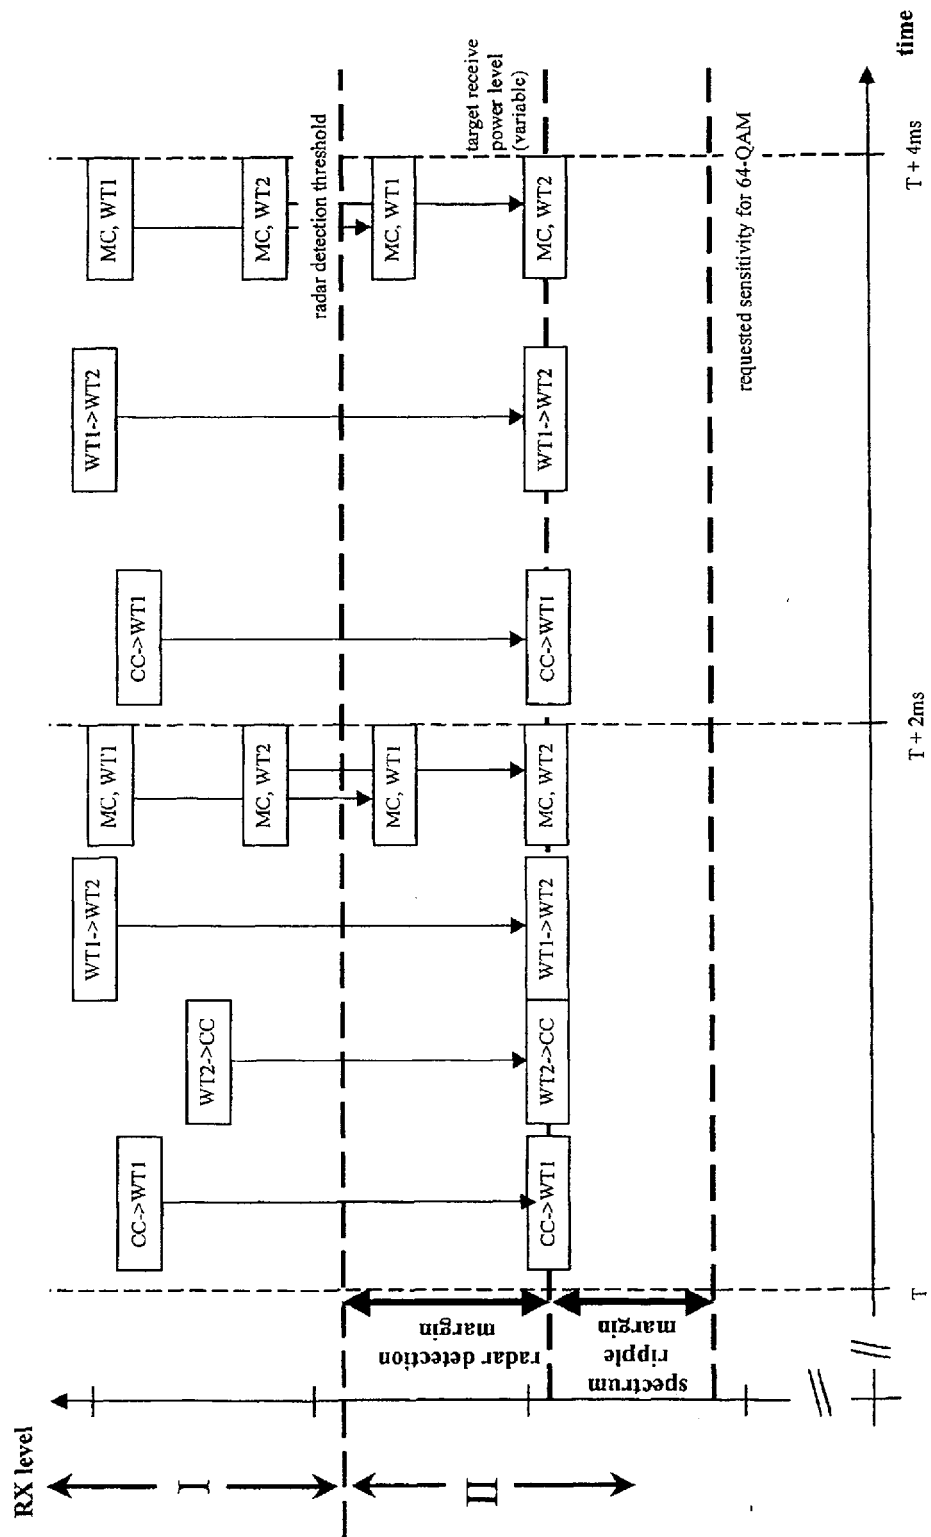 RX level
I
II
radar detection
margin
spectrum
ripple
margin
CC->WT1
WT2->CC
WT1->WT2
MC, WT1
MC, WT2
MC, WT1
CC->WT1
WT2->CC
WT1->WT2
MC, WT2
CC->WT1
WT1->WT2
MC, WT1
MC, WT2
MC, WT1
CC->WT1
WT1->WT2
MC, WT2
radar detection threshold
target receive
power level
(variable)
requested sensitivity for 64-QAM
T
T + 2ms
T + 4ms
time